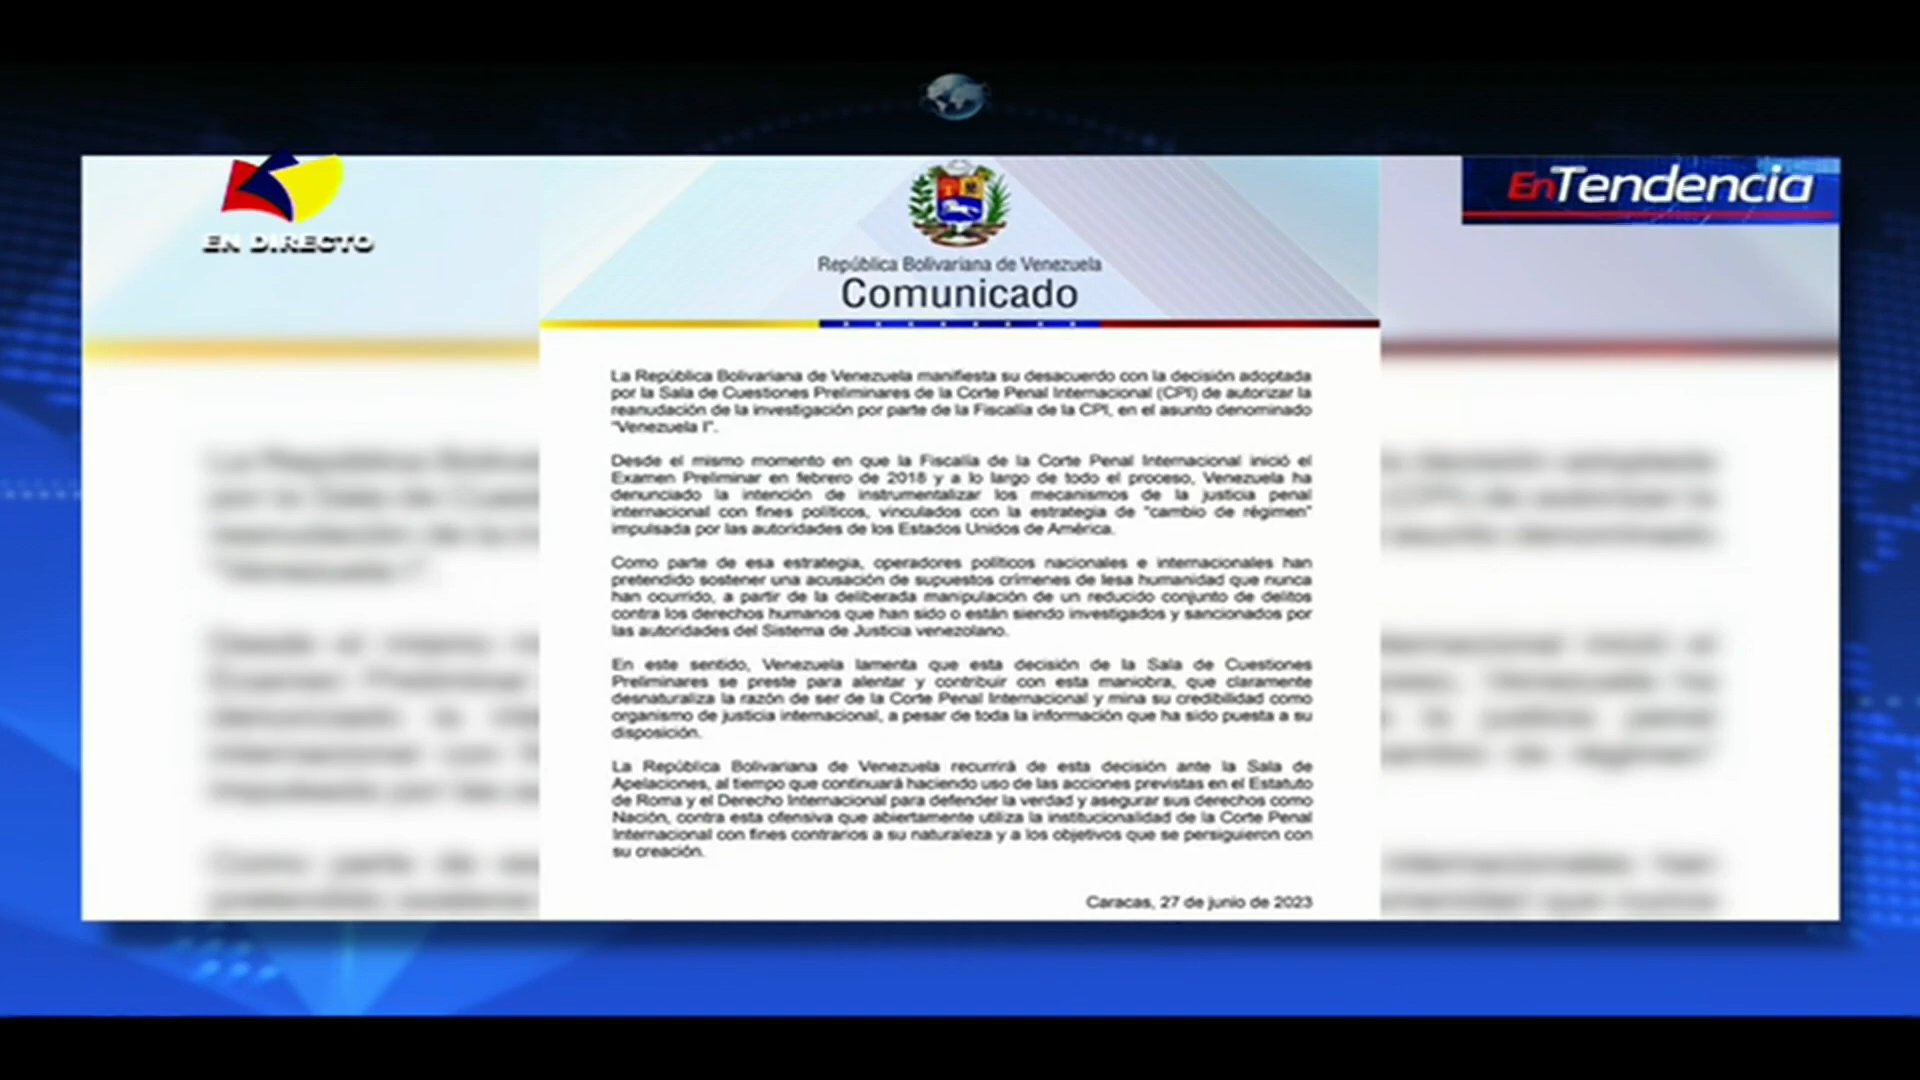 EN DIRECTO
EnTendencia
República Bolivariana de Venezuela
Comunicado
La República Bolivariana de Venezuela manifiesta su desacuerdo con la decisión adoptada
por la Sala de Cuestiones Preliminares de la Corte Penal Internacional (CPI) de autorizar la
reanudación de la investigación por parte de la Fiscalía de la CPI, en el asunto denominado
"Venezuela I".
Desde el mismo momento en que la Fiscalía de la Corte Penal Internacional inició el
Examen Preliminar en febrero de 2018 y a lo largo de todo el proceso, Venezuela ha
denunciado la intención de instrumentalizar los mecanismos de la justicia penal
internacional con fines políticos, vinculados con la estrategia de "cambio de régimen"
impulsada por las autoridades de los Estados Unidos de América.
Como parte de esa estrategia, operadores políticos nacionales e internacionales han
pretendido sostener una acusación de supuestos crímenes de lesa humanidad que nunca
han ocurrido, a partir de la deliberada manipulación de un reducido conjunto de delitos
contra los derechos humanos que han sido o están siendo investigados y sancionados por
las autoridades del Sistema de Justicia venezolano.
En este sentido, Venezuela lamenta que esta decisión de la Sala de Cuestiones
Preliminares se preste para alentar y contribuir con esta maniobra, que claramente
desnaturaliza la razón de ser de la Corte Penal Internacional y mina su credibilidad como
organismo de justicia internacional, a pesar de toda la información que ha sido puesta a su
disposición.
La República Bolivariana de Venezuela recurrirá de esta decisión ante la Sala de
Apelaciones, al tiempo que continuará haciendo uso de las acciones previstas en el Estatuto
de Roma y el Derecho Internacional para defender la verdad y asegurar sus derechos como
Nación, contra esta ofensiva que abiertamente utiliza la institucionalidad de la Corte Penal
Internacional con fines contrarios a su naturaleza y a los objetivos que se persiguieron con
su creación.
Caracas, 27 de junio de 2023